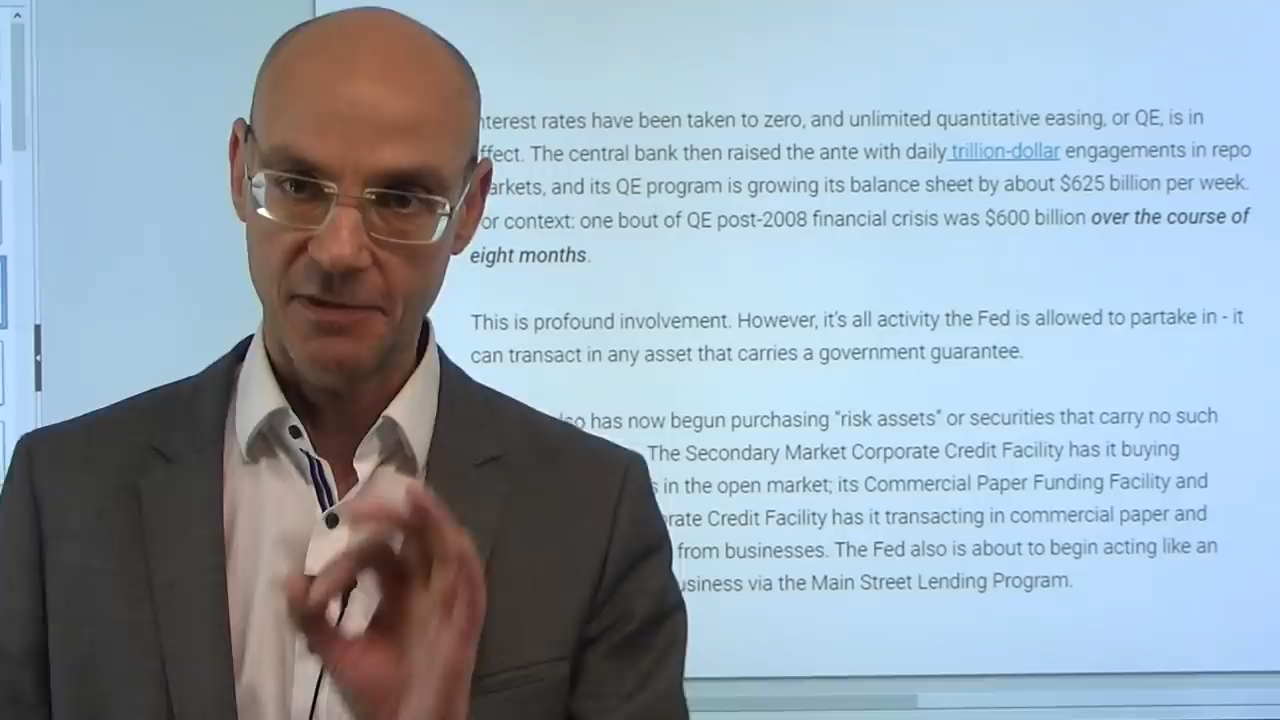 nterest rates have been taken to zero, and unlimited quantitative easing, or QE, is in
ffect. The central bank then raised the ante with daily trillion-dollar engagements in repo
arkets, and its QE program is growing its balance sheet by about $625 billion per week.
or context: one bout of QE post-2008 financial crisis was $600 billion over the course of
eight months.
This is profound involvement. However, it's all activity the Fed is allowed to partake in - it
can transact in any asset that carries a government guarantee.
so has now begun purchasing "risk assets" or securities that carry no such
The Secondary Market Corporate Credit Facility has it buying
s in the open market; its Commercial Paper Funding Facility and
rate Credit Facility has it transacting in commercial paper and
from businesses. The Fed also is about to begin acting like an
usiness via the Main Street Lending Program.